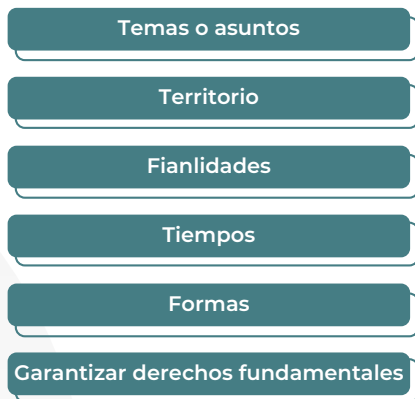 Temas o asuntos
Territorio
Fianlidades
Tiempos
Formas
Garantizar derechos fundamentales